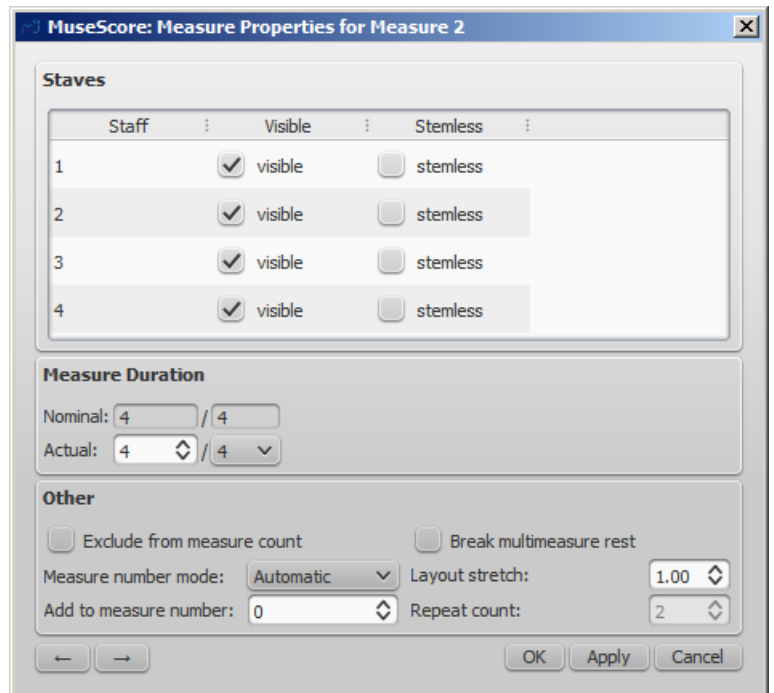 MuseScore: Measure Properties for Measure 2
Staves
Staff Visible Stemless
1 visible stemless
2 visible stemless
3 visible stemless
4 visible stemless
Measure Duration
Nominal: 4 / 4
Actual: 4 / 4
Other
Exclude from measure count Break multimeasure rest
Measure number mode: Automatic Layout stretch: 1.00
Add to measure number: 0 Repeat count: 2
← → OK Apply Cancel